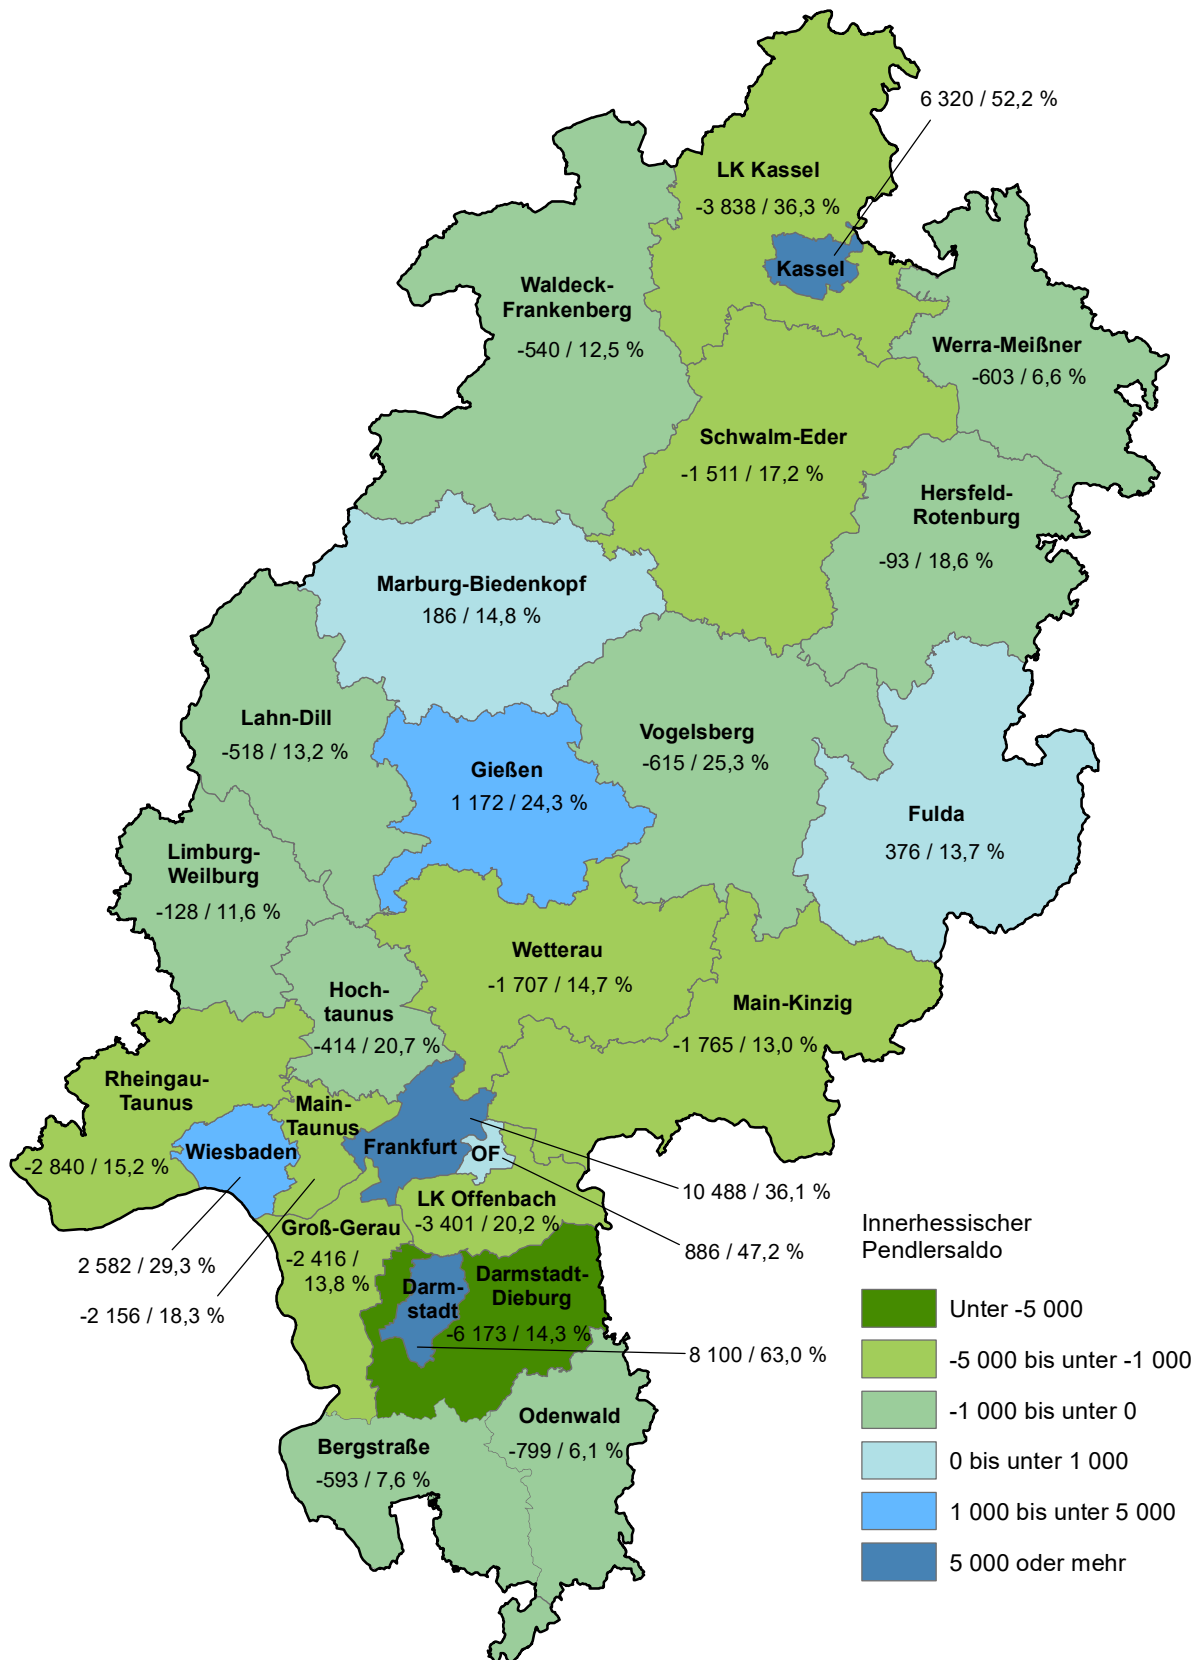 6 320 / 52,2 %
LK Kassel
-3 838 / 36,3 %
Kassel
Waldeck-
Frankenberg
-540 / 12,5 %
Werra-Meißner
-603 / 6,6 %
Schwalm-Eder
-1 511 / 17,2 %
Hersfeld-
Rotenburg
-93 / 18,6 %
Marburg-Biedenkopf
186 / 14,8 %
Lahn-Dill
-518 / 13,2 %
Gießen
1 172 / 24,3 %
Vogelsberg
-615 / 25,3 %
Fulda
376 / 13,7 %
Limburg-
Weilburg
-128 / 11,6 %
Wetterau
-1 707 / 14,7 %
Hoch-
taunus
-414 / 20,7 %
Main-Kinzig
-1 765 / 13,0 %
Rheingau-
Taunus
-2 840 / 15,2 %
Main-
Taunus
Wiesbaden
Frankfurt
OF
10 488 / 36,1 %
LK Offenbach
-3 401 / 20,2 %
Groß-Gerau
-2 416 /
13,8 %
886 / 47,2 %
2 582 / 29,3 %
-2 156 / 18,3 %
Darm-
stadt
Darmstadt-
Dieburg
-6 173 / 14,3 %
8 100 / 63,0 %
Odenwald
-799 / 6,1 %
Bergstraße
-593 / 7,6 %
Innerhessischer
Pendlersaldo
Unter -5 000
-5 000 bis unter -1 000
-1 000 bis unter 0
0 bis unter 1 000
1 000 bis unter 5 000
5 000 oder mehr